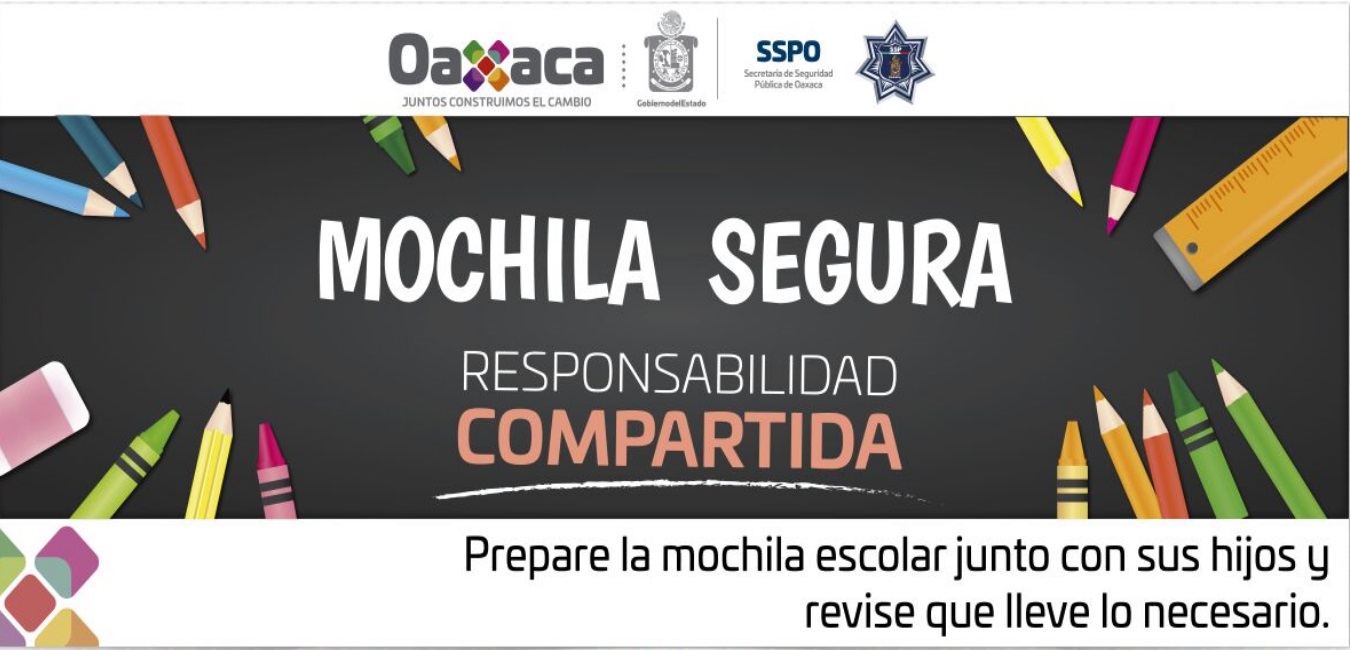 Oaxaca
JUNTOS CONSTRUIMOS EL CAMBIO
GobiernodelEstado
SSPO
Secretaría de Seguridad
Pública de Oaxaca
SSP
MOCHILA SEGURA
RESPONSABILIDAD
COMPARTIDA
Prepare la mochila escolar junto con sus hijos y
revise que lleve lo necesario.